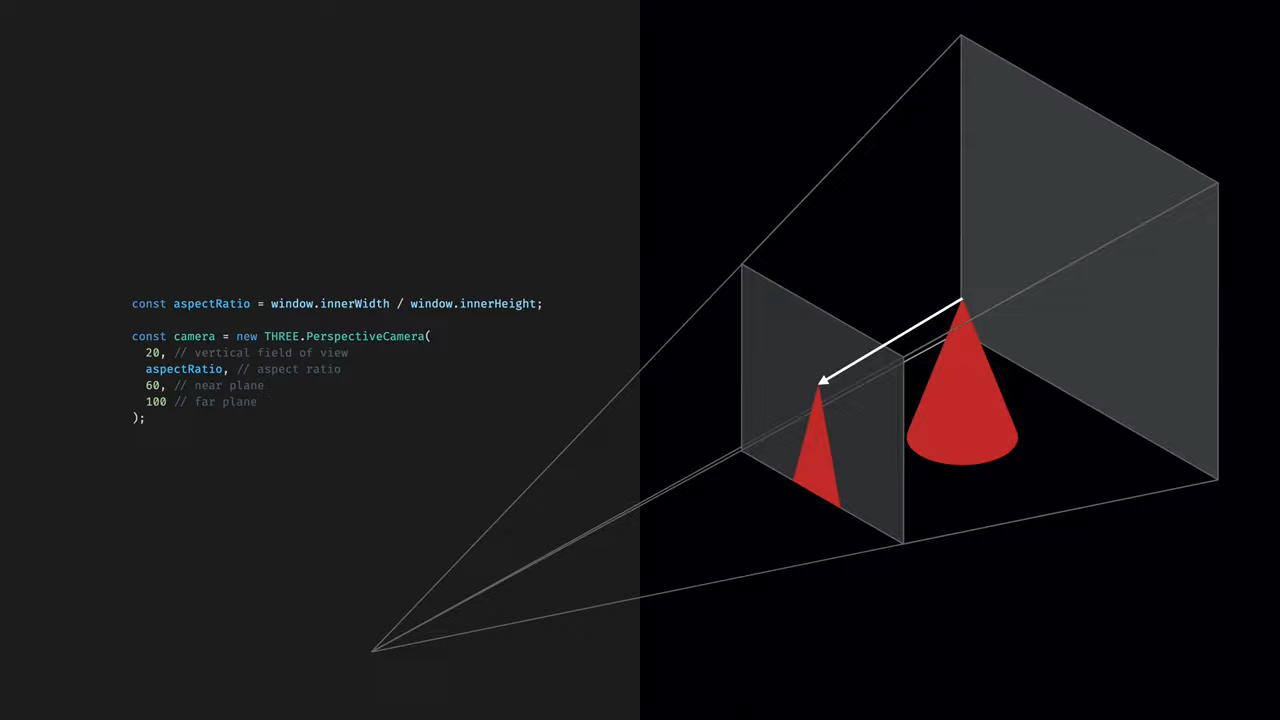 const aspectRatio = window.innerWidth / window.innerHeight;
const camera = new THREE.PerspectiveCamera(
20, // vertical field of view
aspectRatio, // aspect ratio
60, // near plane
100 // far plane
);